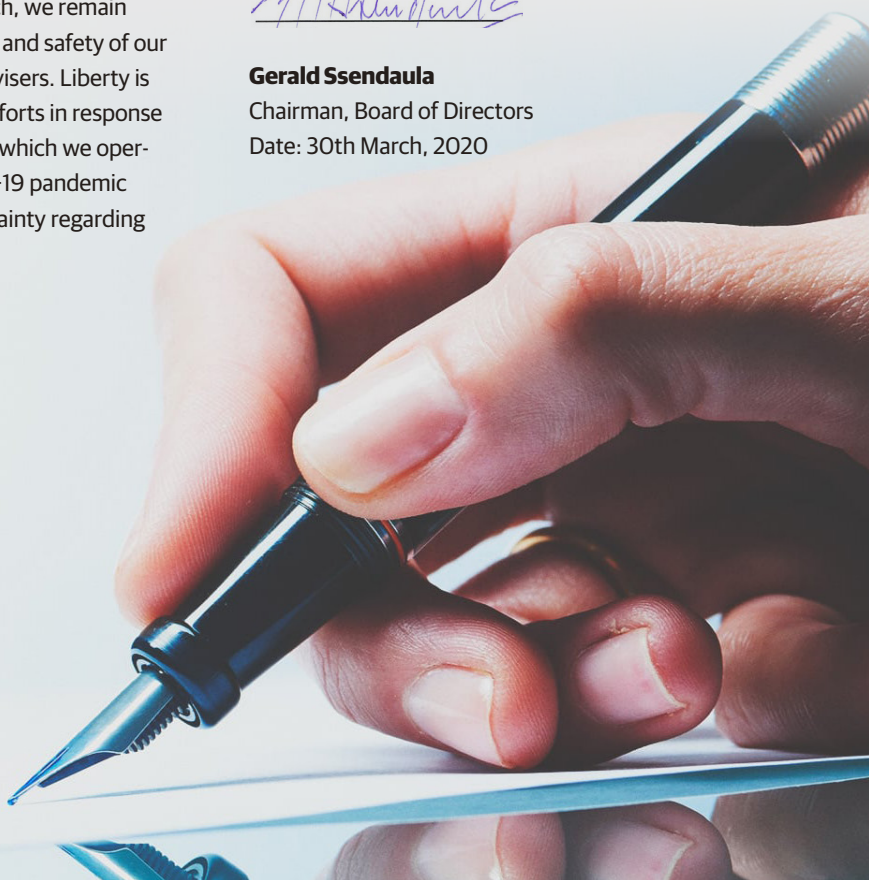 ch, we remain
and safety of our
visers. Liberty is
forts in response
which we oper-
-19 pandemic
ainty regarding
Gerald Ssendaula
Chairman, Board of Directors
Date: 30th March, 2020